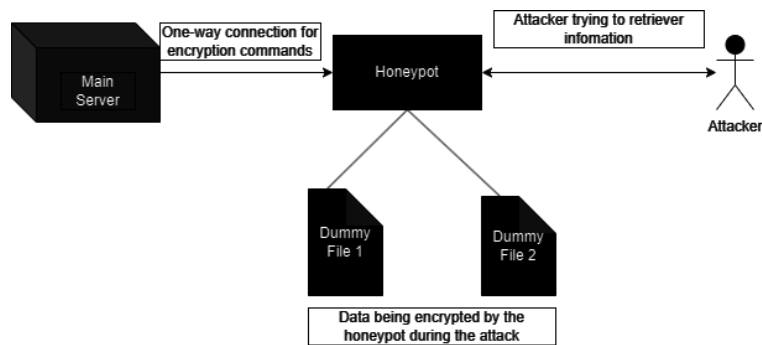 One-way connection for
encryption commands
Attacker trying to retriever
infomation
Main
Server
Honeypot
Attacker
Dummy
File 1
Dummy
File 2
Data being encrypted by the
honeypot during the attack